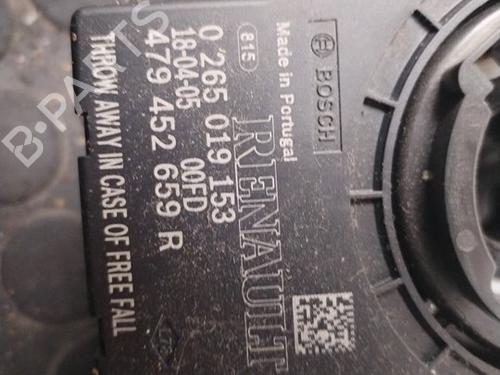 BOSCH
Made in Portugal
815
RENAULT
0 265 019 153
18-04-05 00FD
479 452 659 R
THROW AWAY IN CASE OF FREE FALL
B-PARTS